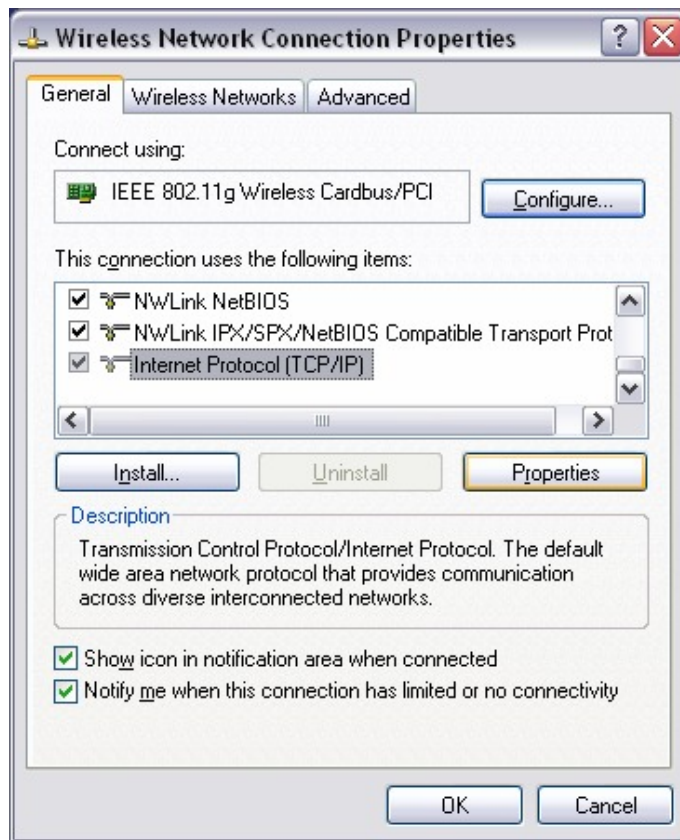 Wireless Network Connection Properties
General Wireless Networks Advanced
Connect using:
IEEE 802.11g Wireless Cardbus/PCI Configure...
This connection uses the following items:
NWLink NetBIOS
NWLink IPX/SPX/NetBIOS Compatible Transport Prot
Internet Protocol (TCP/IP)
Install... Uninstall Properties
Description
Transmission Control Protocol/Internet Protocol. The default
wide area network protocol that provides communication
across diverse interconnected networks.
Show icon in notification area when connected
Notify me when this connection has limited or no connectivity
OK Cancel